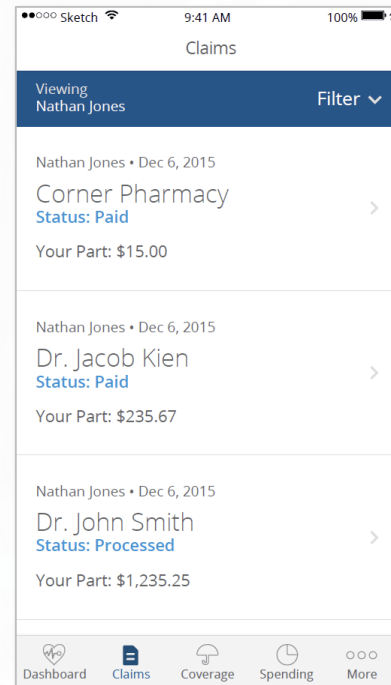 Sketch 9:41 AM 100%
Claims
Viewing
Nathan Jones
Filter
Nathan Jones • Dec 6, 2015
Corner Pharmacy
Status: Paid
Your Part: $15.00
Nathan Jones • Dec 6, 2015
Dr. Jacob Kien
Status: Paid
Your Part: $235.67
Nathan Jones • Dec 6, 2015
Dr. John Smith
Status: Processed
Your Part: $1,235.25
Dashboard Claims Coverage Spending More